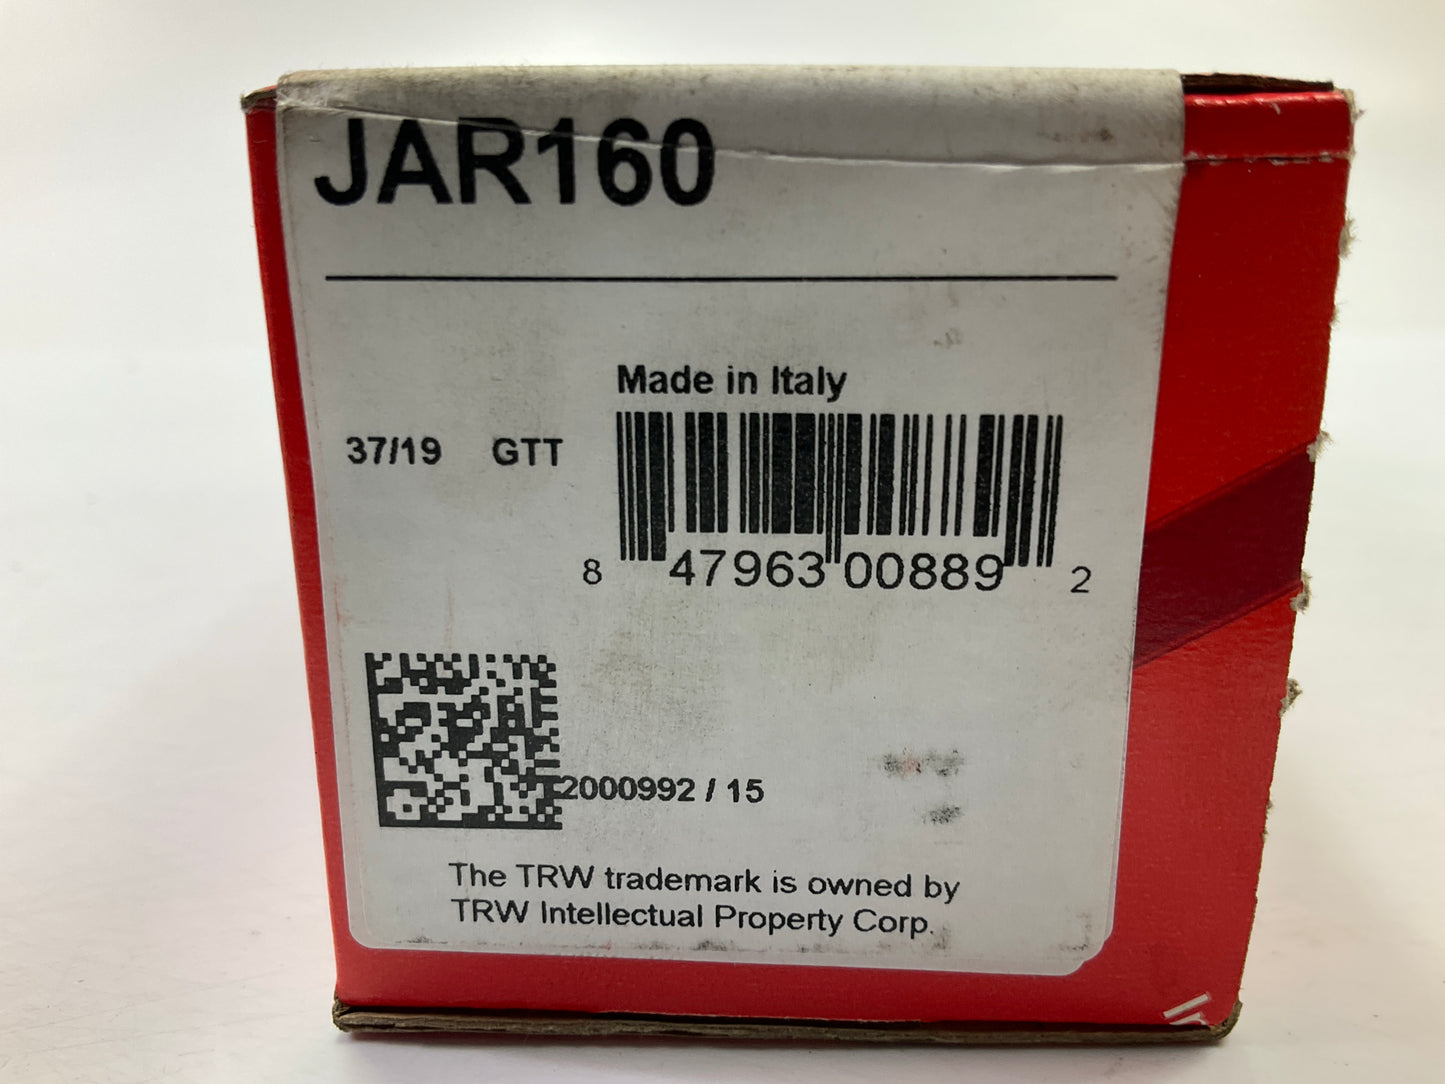 JAR160
Made in Italy
37/19 GTT
8 47963 00889 2
2000992 / 15
The TRW trademark is owned by
TRW Intellectual Property Corp.